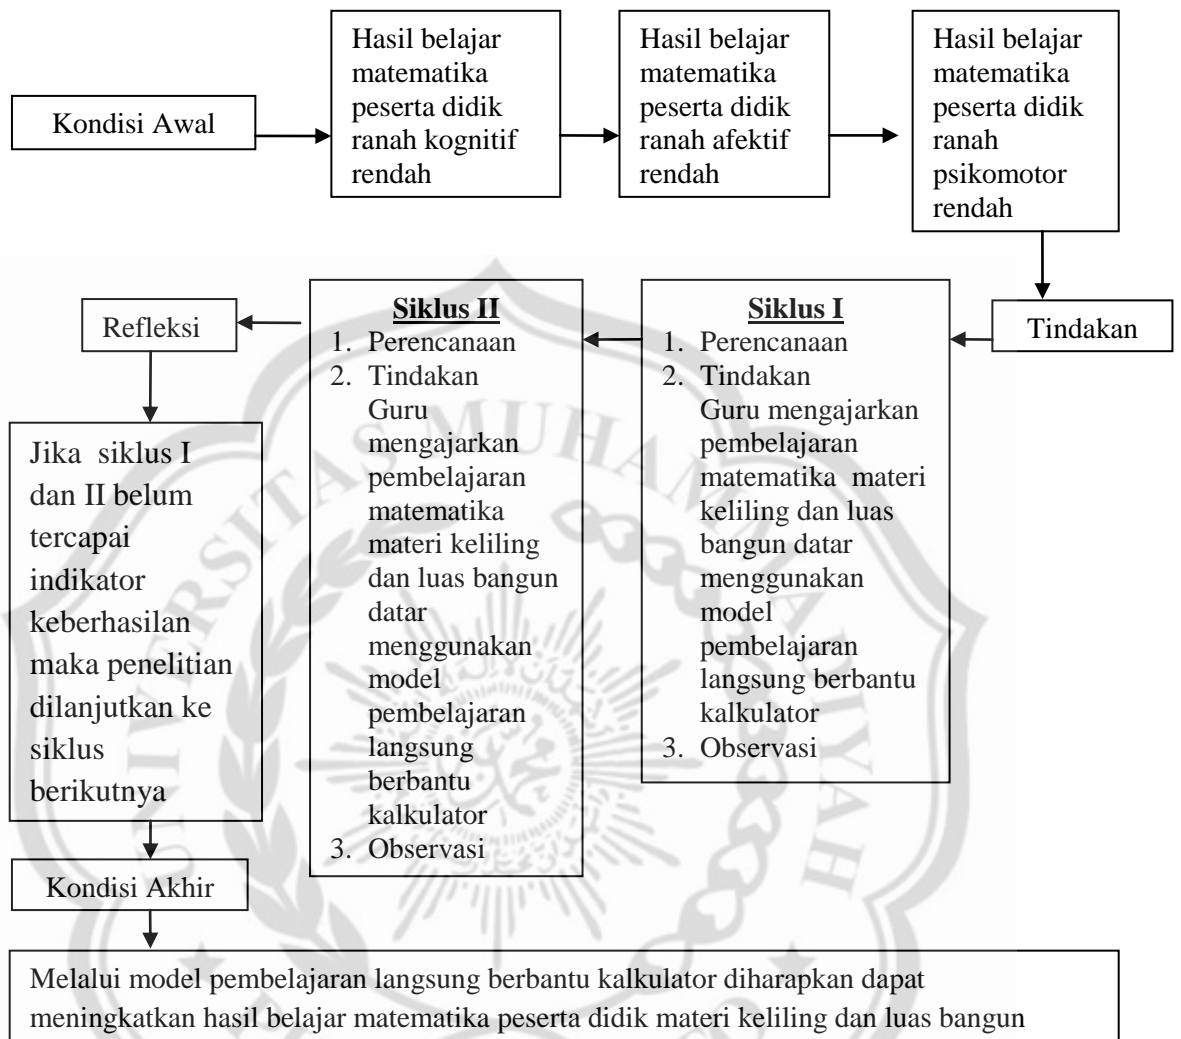 Kondisi Awal
Hasil belajar
matematika
peserta didik
ranah kognitif
rendah
Hasil belajar
matematika
peserta didik
ranah afektif
rendah
Hasil belajar
matematika
peserta didik
ranah
psikomotor
rendah
Tindakan
Siklus I
1. Perencanaan
2. Tindakan
Guru mengajarkan
pembelajaran
matematika materi
keliling dan luas
bangun datar
menggunakan
model
pembelajaran
langsung berbantu
kalkulator
3. Observasi
Siklus II
1. Perencanaan
2. Tindakan
Guru
mengajarkan
pembelajaran
matematika
materi keliling
dan luas bangun
datar
menggunakan
model
pembelajaran
langsung
berbantu
kalkulator
3. Observasi
Refleksi
Jika siklus I
dan II belum
tercapai
indikator
keberhasilan
maka penelitian
dilanjutkan ke
siklus
berikutnya
Kondisi Akhir
Melalui model pembelajaran langsung berbantu kalkulator diharapkan dapat
meningkatkan hasil belajar matematika peserta didik materi keliling dan luas bangun
UNIVERSITAS MUHAMMADIYAH